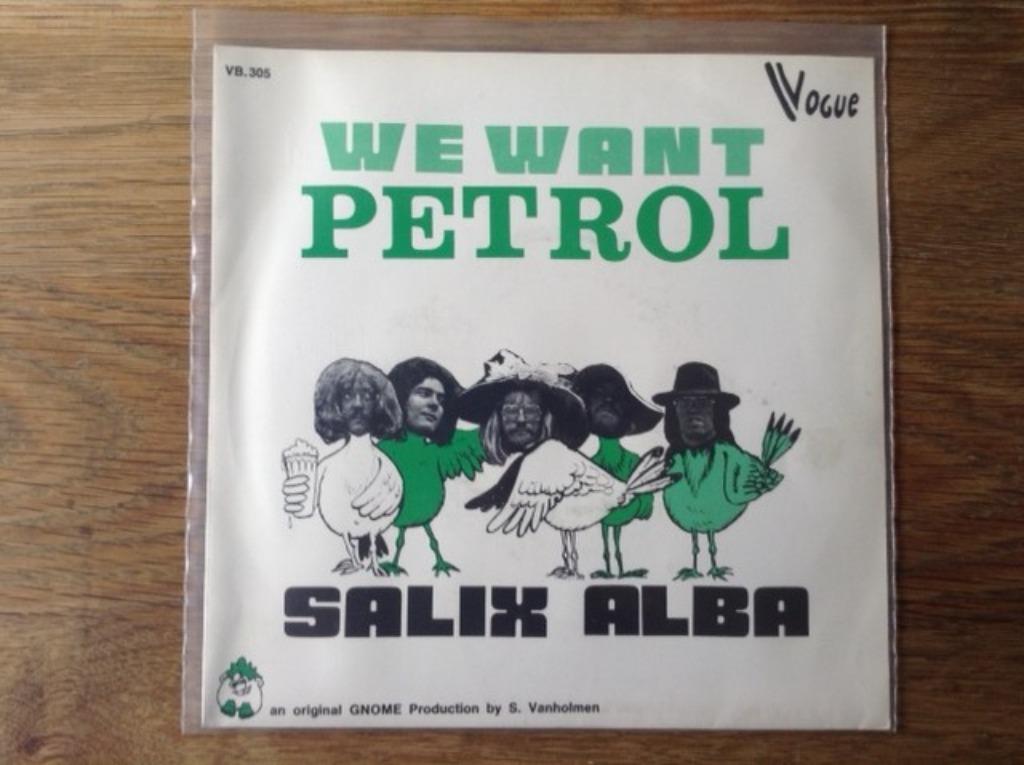 VB.305
Vogue
WE WANT
PETROL
SALIX ALBA
an original GNOME Production by S. Vanholmen